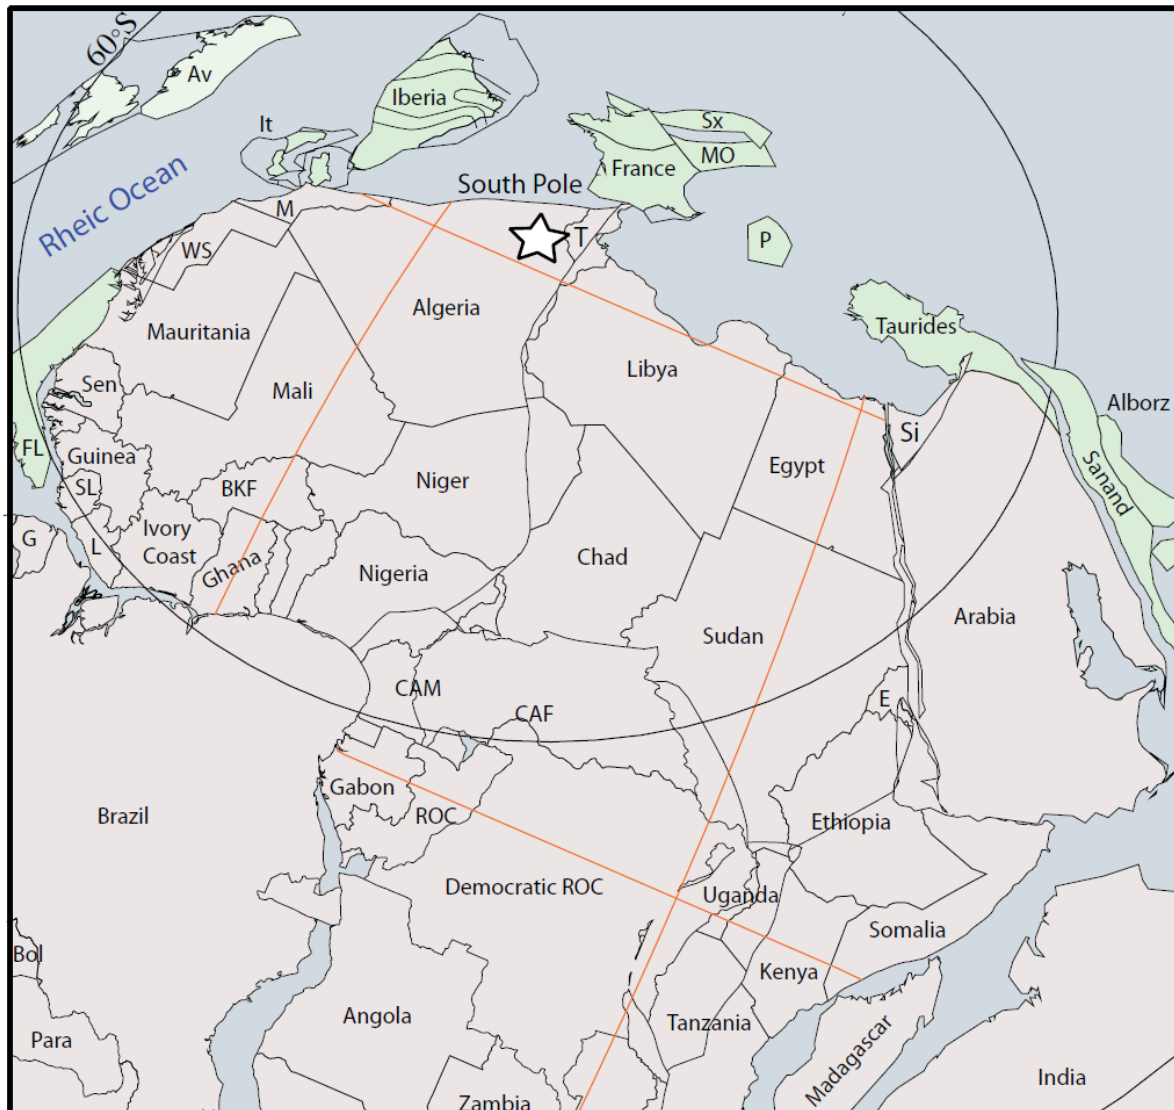 60°S
Av
Iberia
It
Sx
MO
France
South Pole
Rheic Ocean
M
T
P
WS
Algeria
Mauritania
Taurides
Libya
Sen
Mali
Alborz
FL
Si
Guinea
Egypt
Sanand
SL
BKF
Niger
G
L
Ivory
Coast
Ghana
Nigeria
Chad
Arabia
Sudan
CAM
CAF
E
Gabon
ROC
Brazil
Ethiopia
Democratic ROC
Uganda
Somalia
Bol
Kenya
Angola
Tanzania
Para
Madagascar
India
Zambia